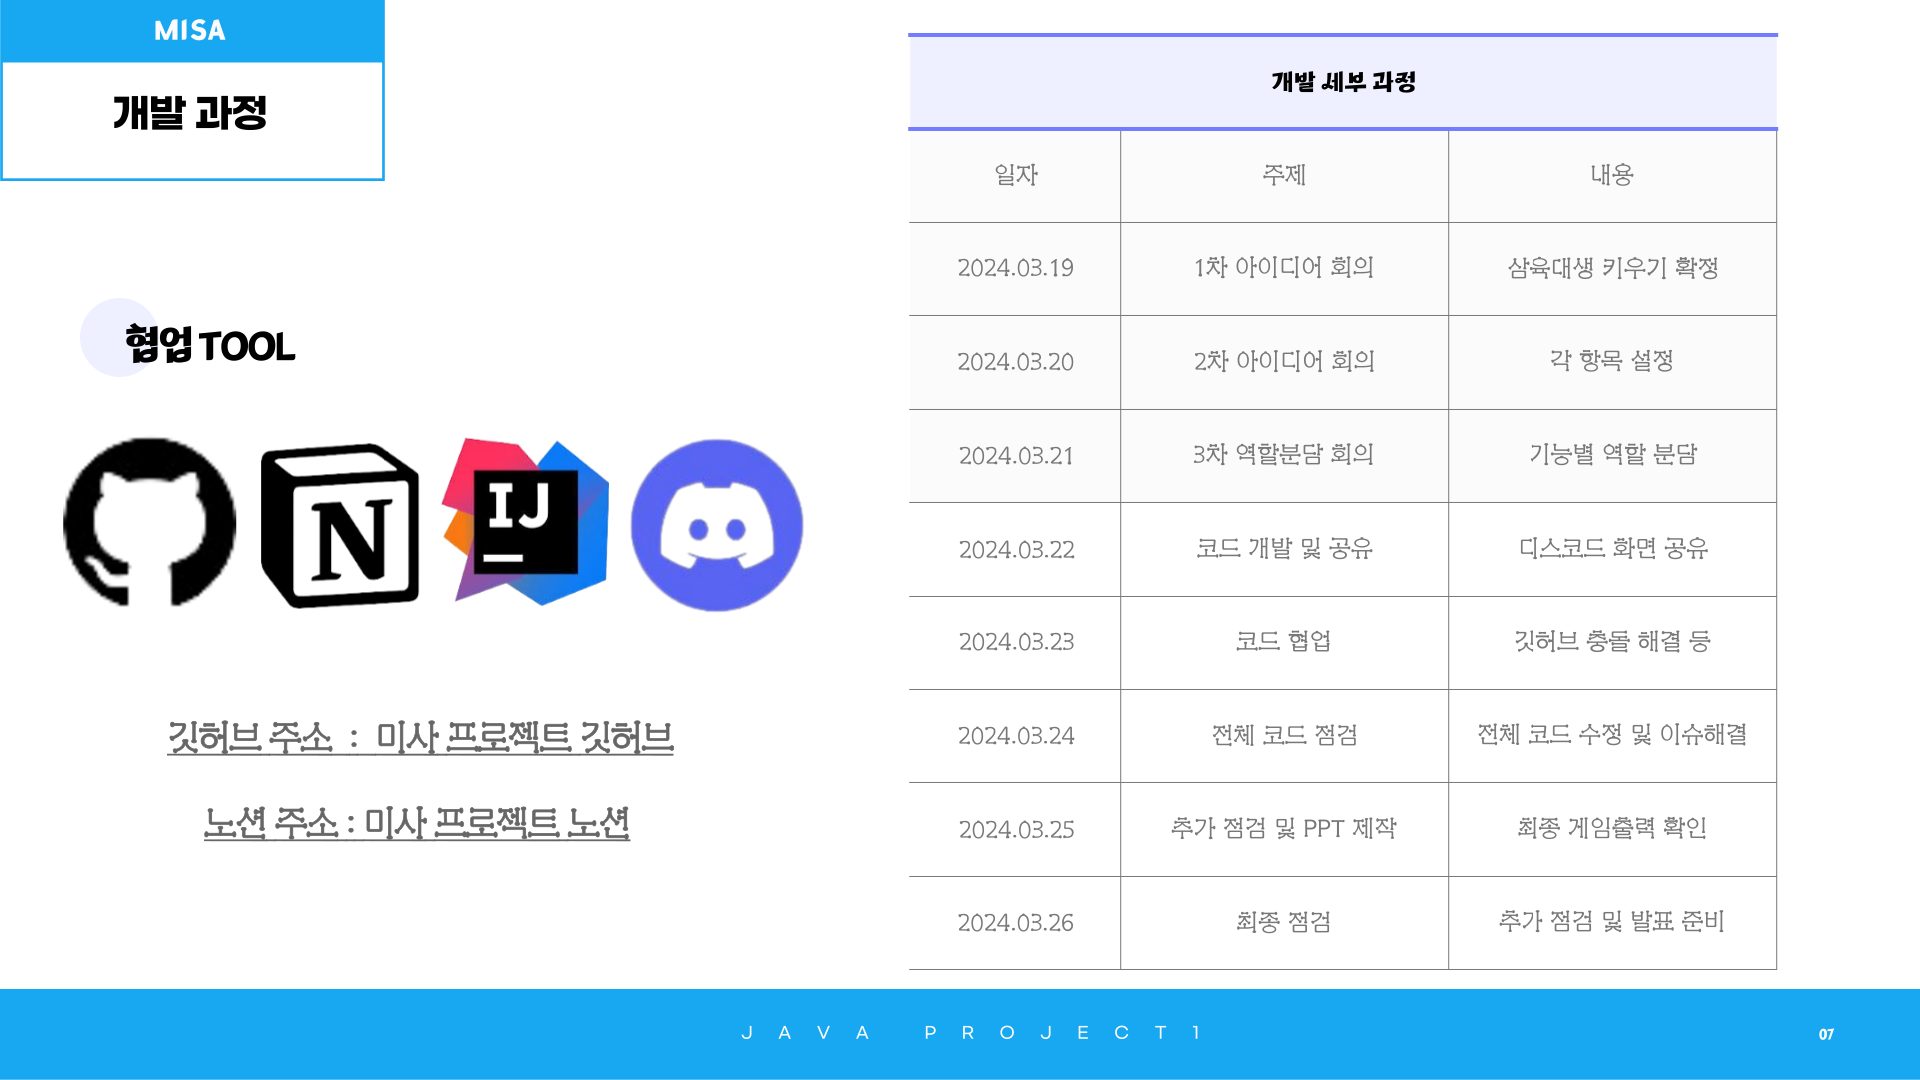 MISA
개발 과정
협업 TOOL
N
IJ
깃허브 주소 : 미사 프로젝트 깃허브
노션 주소 : 미사 프로젝트 노션
개발 세부 과정
일자 주제 내용
2024.03.19 1차 아이디어 회의 삼육대생 키우기 확정
2024.03.20 2차 아이디어 회의 각 항목 설정
2024.03.21 3차 역할분담 회의 기능별 역할 분담
2024.03.22 코드 개발 및 공유 디스코드 화면 공유
2024.03.23 코드 협업 깃허브 충돌 해결 등
2024.03.24 전체 코드 점검 전체 코드 수정 및 이슈해결
2024.03.25 추가 점검 및 PPT 제작 최종 게임출력 확인
2024.03.26 최종 점검 추가 점검 및 발표 준비
JAVA PROJECT1
07